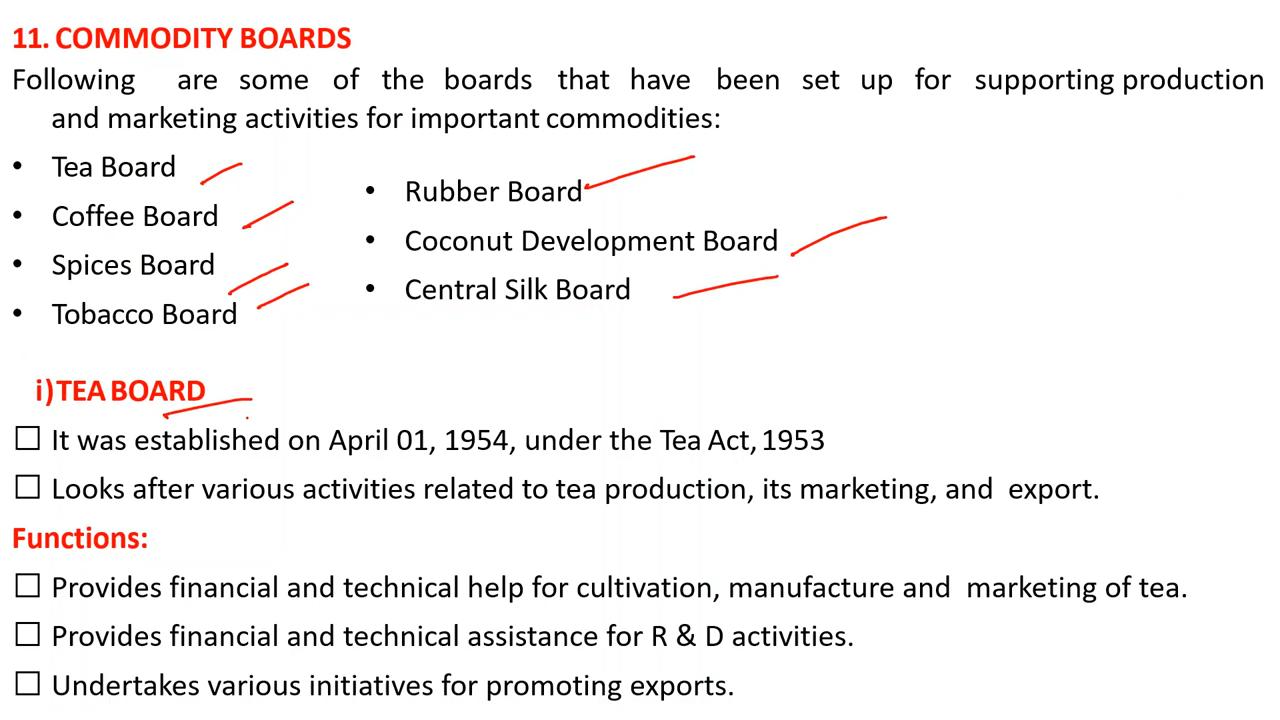 11. COMMODITY BOARDS
Following are some of the boards that have been set up for supporting production
and marketing activities for important commodities:
• Tea Board
• Coffee Board
• Spices Board
• Tobacco Board
• Rubber Board
• Coconut Development Board
• Central Silk Board
i)TEA BOARD
☐ It was established on April 01, 1954, under the Tea Act, 1953
☐ Looks after various activities related to tea production, its marketing, and export.
Functions:
☐ Provides financial and technical help for cultivation, manufacture and marketing of tea.
☐ Provides financial and technical assistance for R & D activities.
☐ Undertakes various initiatives for promoting exports.